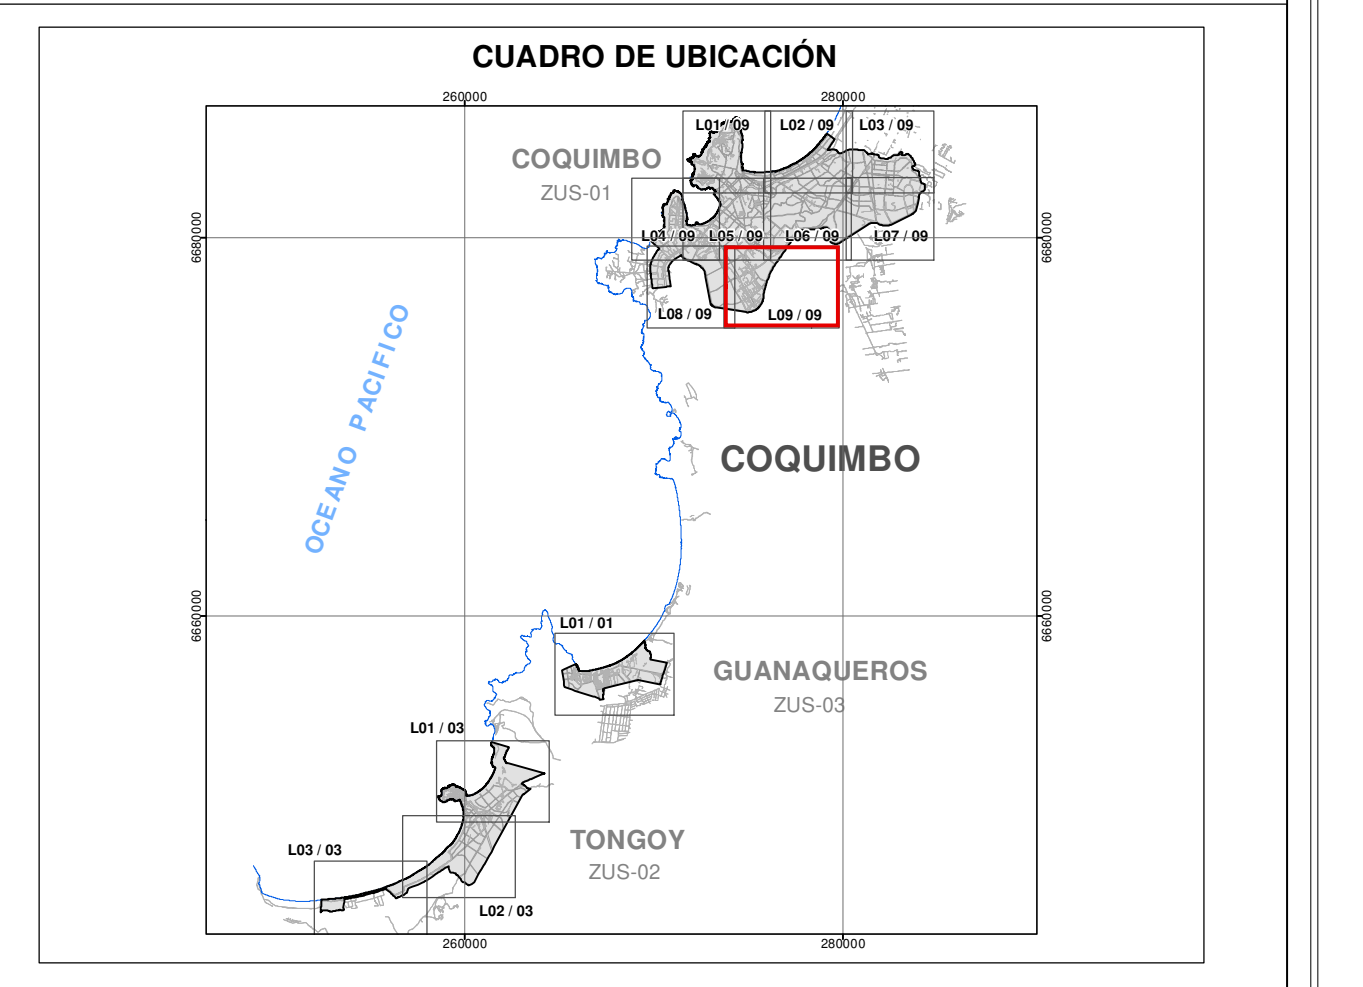 CUADRO DE UBICACIÓN
260000
280000
L01 / 09
L02 / 09
L03 / 09
COQUIMBO
ZUS-01
6680000
6680000
L04 / 09
L05 / 09
L06 / 09
L07 / 09
L08 / 09
L09 / 09
OCEANO PACIFICO
COQUIMBO
6660000
6660000
L01 / 01
GUANAQUEROS
ZUS-03
L01 / 03
TONGOY
ZUS-02
L03 / 03
L02 / 03
260000
280000